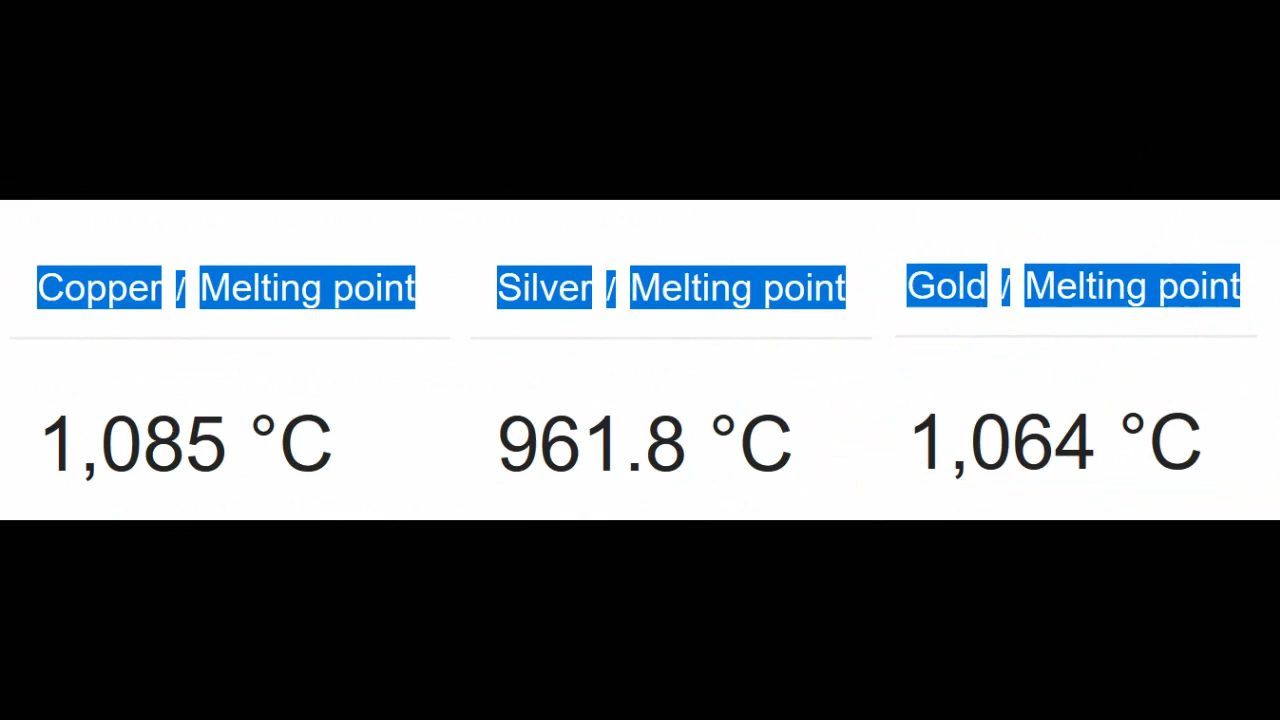 Copper / Melting point
1,085 °C
Silver / Melting point
961.8 °C
Gold / Melting point
1,064 °C